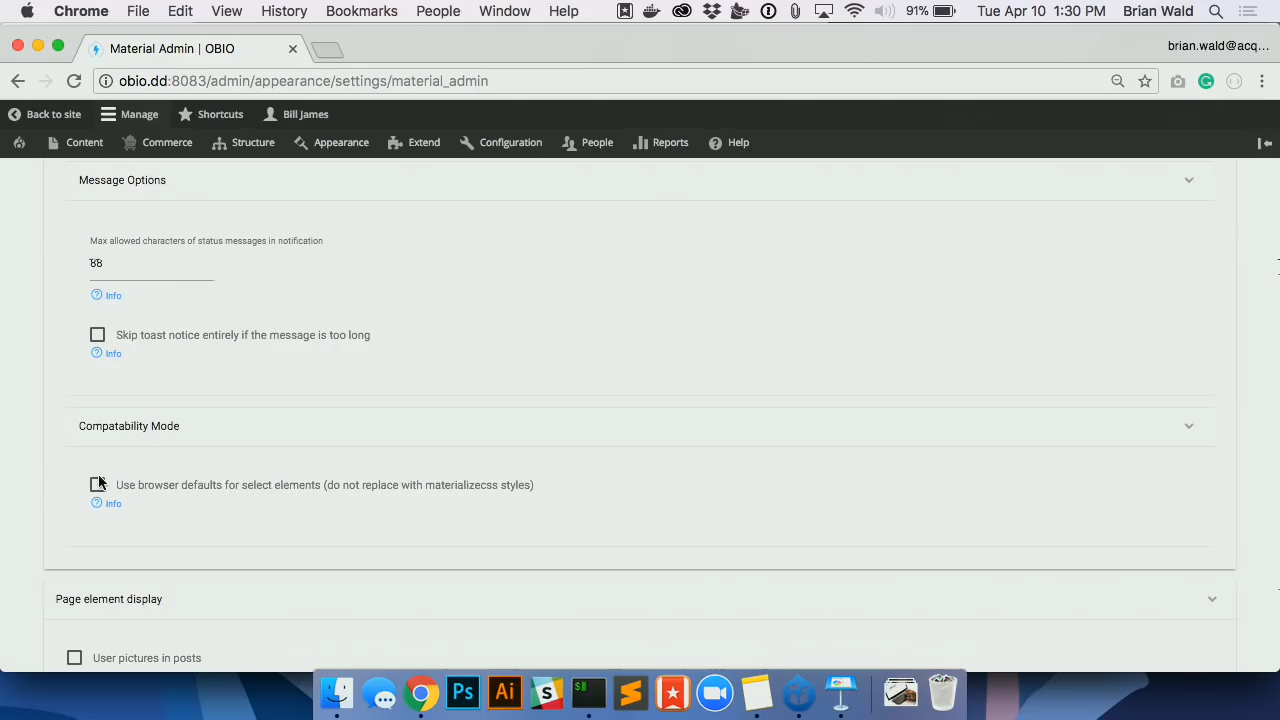 Chrome File Edit View History Bookmarks People Window Help 91% Tue Apr 10 1:30 PM Brian Wald
Material Admin | OBIO brian.wald@acq...
obio.dd:8083/admin/appearance/settings/material_admin
Back to site Manage Shortcuts Bill James
Content Commerce Structure Appearance Extend Configuration People Reports Help
Message Options
Max allowed characters of status messages in notification
Info
Skip toast notice entirely if the message is too long
Info
Compatability Mode
Use browser defaults for select elements (do not replace with materializecss styles)
Info
Page element display
User pictures in posts
Ps Ai S $